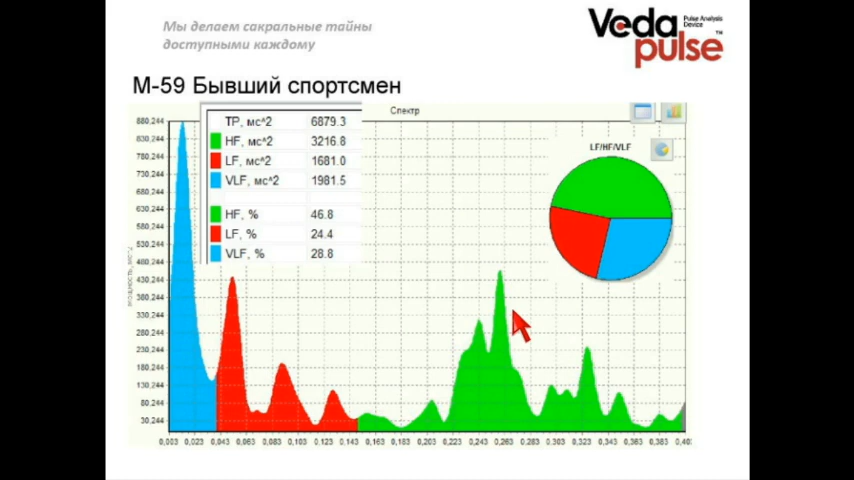 Мы делаем сакральные тайны
доступными каждому
Veda pulse™
Pulse Analysis
Device
М-59 Бывший спортсмен
Спектр
TP, мс^2 6879.3
HF, мс^2 3216.8
LF, мс^2 1681.0
VLF, мс^2 1981.5
HF, % 46.8
LF, % 24.4
VLF, % 28.8
LF/HF/VLF
880,244
830,244
780,244
730,244
680,244
630,244
580,244
530,244
480,244
430,244
380,244
330,244
280,244
230,244
180,244
130,244
80,244
30,244
0,003 0,023 0,043 0,063 0,083 0,103 0,123 0,143 0,163 0,183 0,203 0,223 0,243 0,263 0,283 0,303 0,323 0,343 0,363 0,383